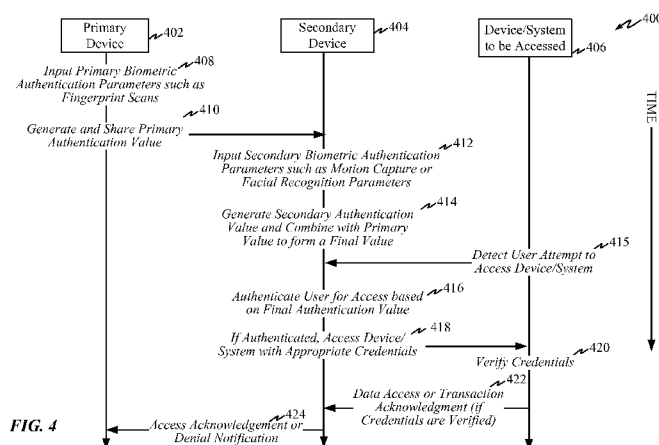 400
Primary
Device
402
Secondary
Device
404
Device/System
to be Accessed
406
Input Primary Biometric
Authentication Parameters such as
Fingerprint Scans
408
TIME
Generate and Share Primary
Authentication Value
410
Input Secondary Biometric Authentication
Parameters such as Motion Capture or
Facial Recognition Parameters
412
Generate Secondary Authentication
Value and Combine with Primary
Value to form a Final Value
414
Detect User Attempt to
Access Device/System
415
Authenticate User for Access based
on Final Authentication Value
416
If Authenticated, Access Device/
System with Appropriate Credentials
418
Verify Credentials
420
Data Access or Transaction
Acknowledgment (if
Credentials are Verified)
422
Access Acknowledgement or
Denial Notification
424
FIG. 4